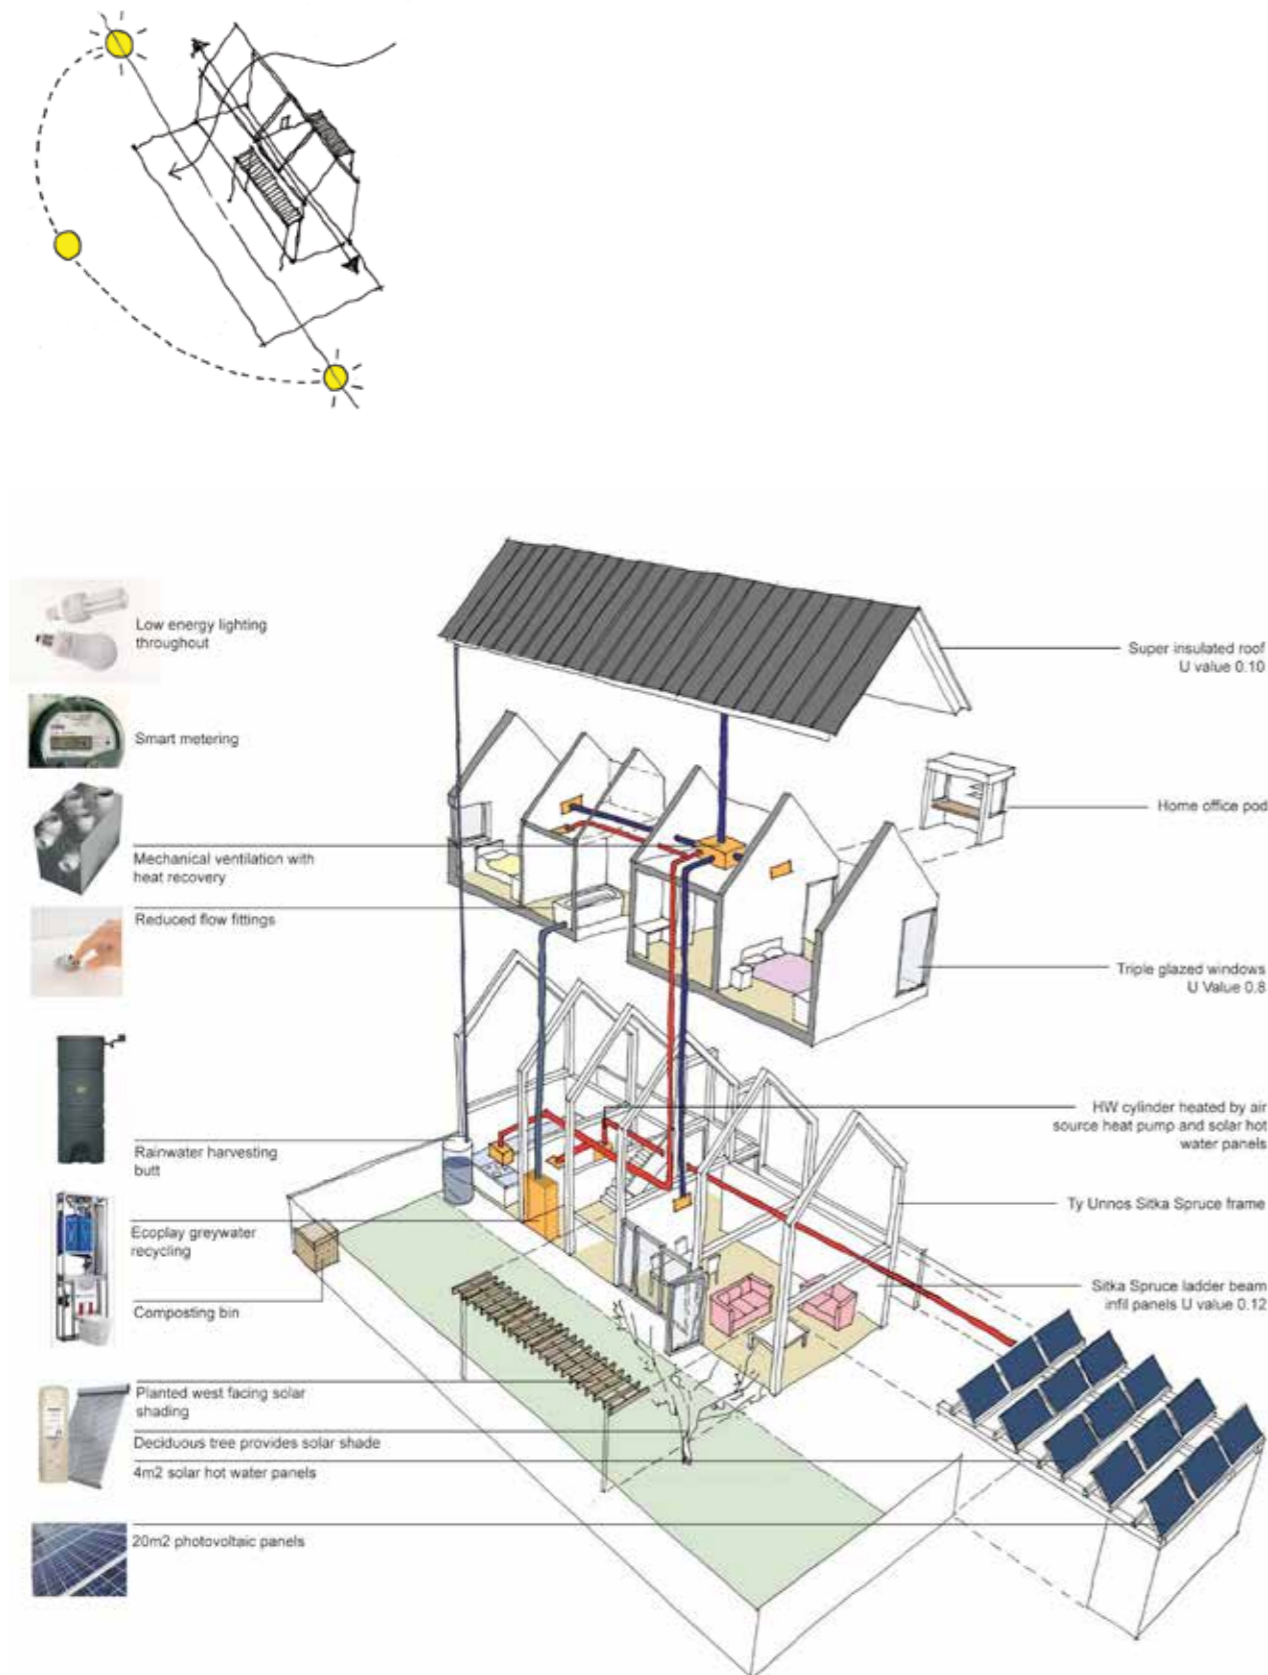 Low energy lighting
throughout
Smart metering
Mechanical ventilation with
heat recovery
Reduced flow fittings
Rainwater harvesting
butt
Ecoplay greywater
recycling
Composting bin
Planted west facing solar
shading
Deciduous tree provides solar shade
4m2 solar hot water panels
20m2 photovoltaic panels
Super insulated roof
U value 0.10
Home office pod
Triple glazed windows
U Value 0.8
HW cylinder heated by air
source heat pump and solar hot
water panels
Ty Unnos Sitka Spruce frame
Sitka Spruce ladder beam
infil panels U value 0.12